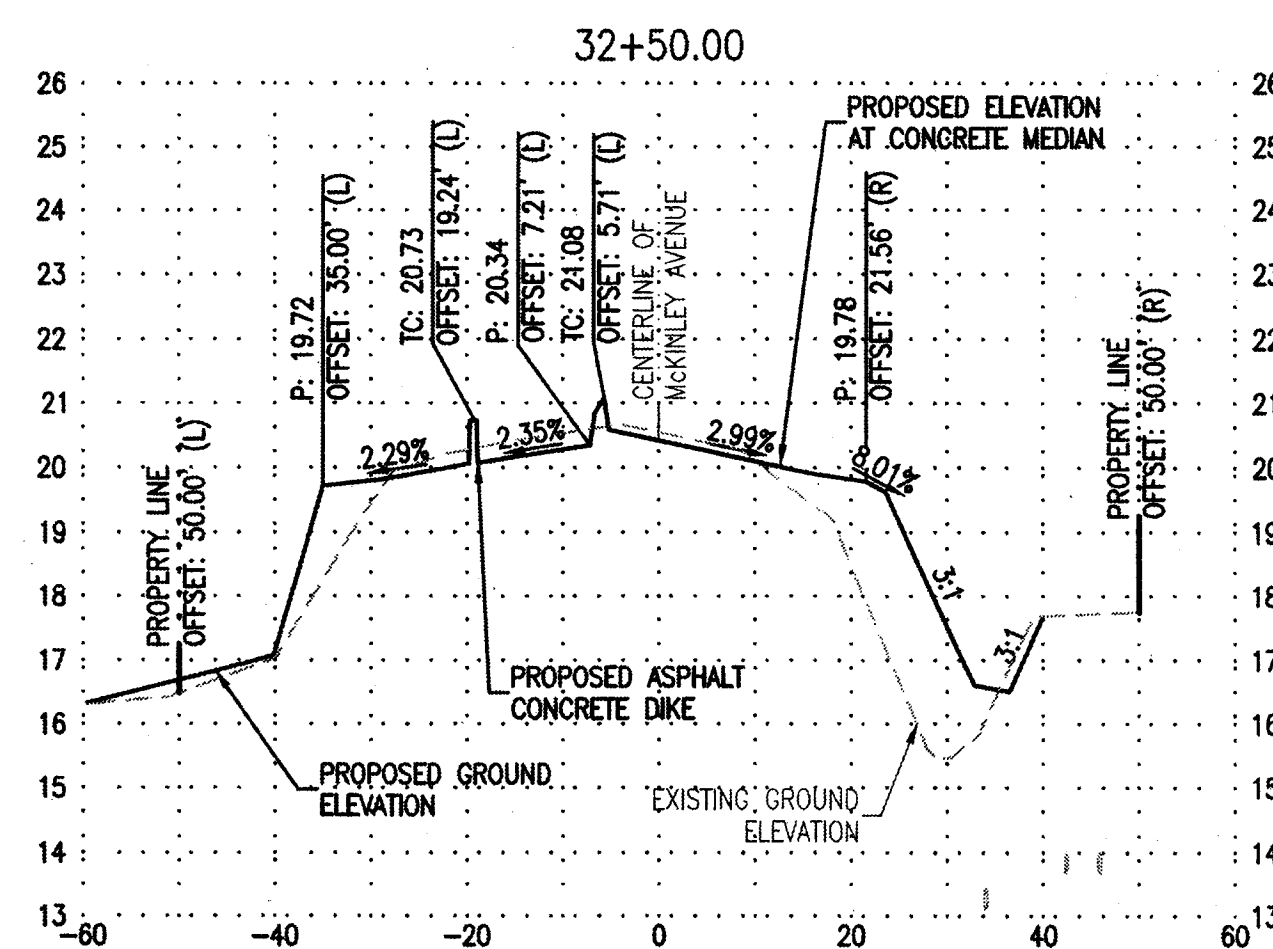 32+50.00
26
25
24
23
22
21
20
19
18
17
16
15
14
13
PROPERTY LINE
OFFSET: 50.00' (L)
P: 19.72
OFFSET: 35.00' (L)
TC: 20.73
OFFSET: 19.24' (L)
P: 20.34
OFFSET: 7.21' (L)
TC: 21.08
OFFSET: 5.71' (L)
CENTERLINE OF
McKINLEY AVENUE
PROPOSED ELEVATION
AT CONCRETE MEDIAN
P: 19.78
OFFSET: 21.56' (R)
PROPERTY LINE
OFFSET: 50.00' (R)
2.29%
2.35%
2.99%
8.01%
3:1
3:1
PROPOSED ASPHALT
CONCRETE DIKE
PROPOSED GROUND
ELEVATION
EXISTING GROUND
ELEVATION
-60
-40
-20
0
20
40
60